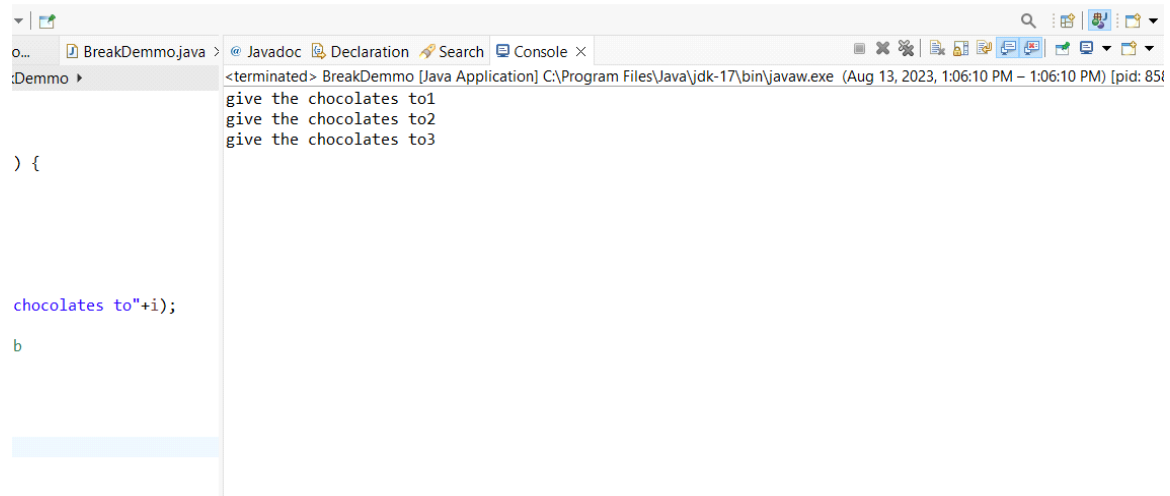 o... BreakDemmo.java @ Javadoc Declaration Search Console
Demmo
<terminated> BreakDemmo [Java Application] C:\Program Files\Java\jdk-17\bin\javaw.exe (Aug 13, 2023, 1:06:10 PM – 1:06:10 PM) [pid: 858
give the chocolates to1
give the chocolates to2
give the chocolates to3
) {
chocolates to"+i);
b